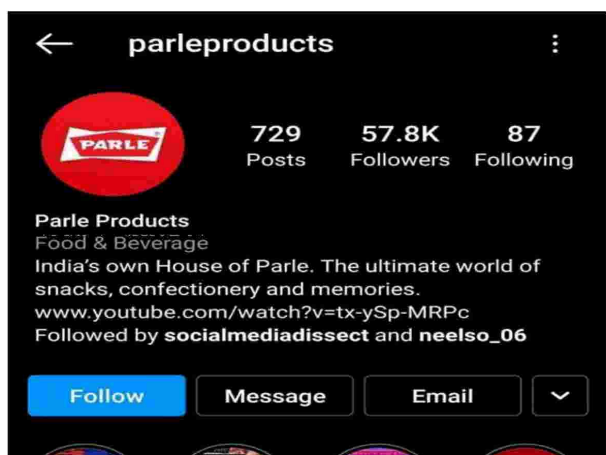 parleproducts
PARLE
729 57.8K 87
Posts Followers Following
Parle Products
Food & Beverage
India's own House of Parle. The ultimate world of
snacks, confectionery and memories.
www.youtube.com/watch?v=tx-ySp-MRPc
Followed by socialmediadissect and neelso_06
Follow Message Email